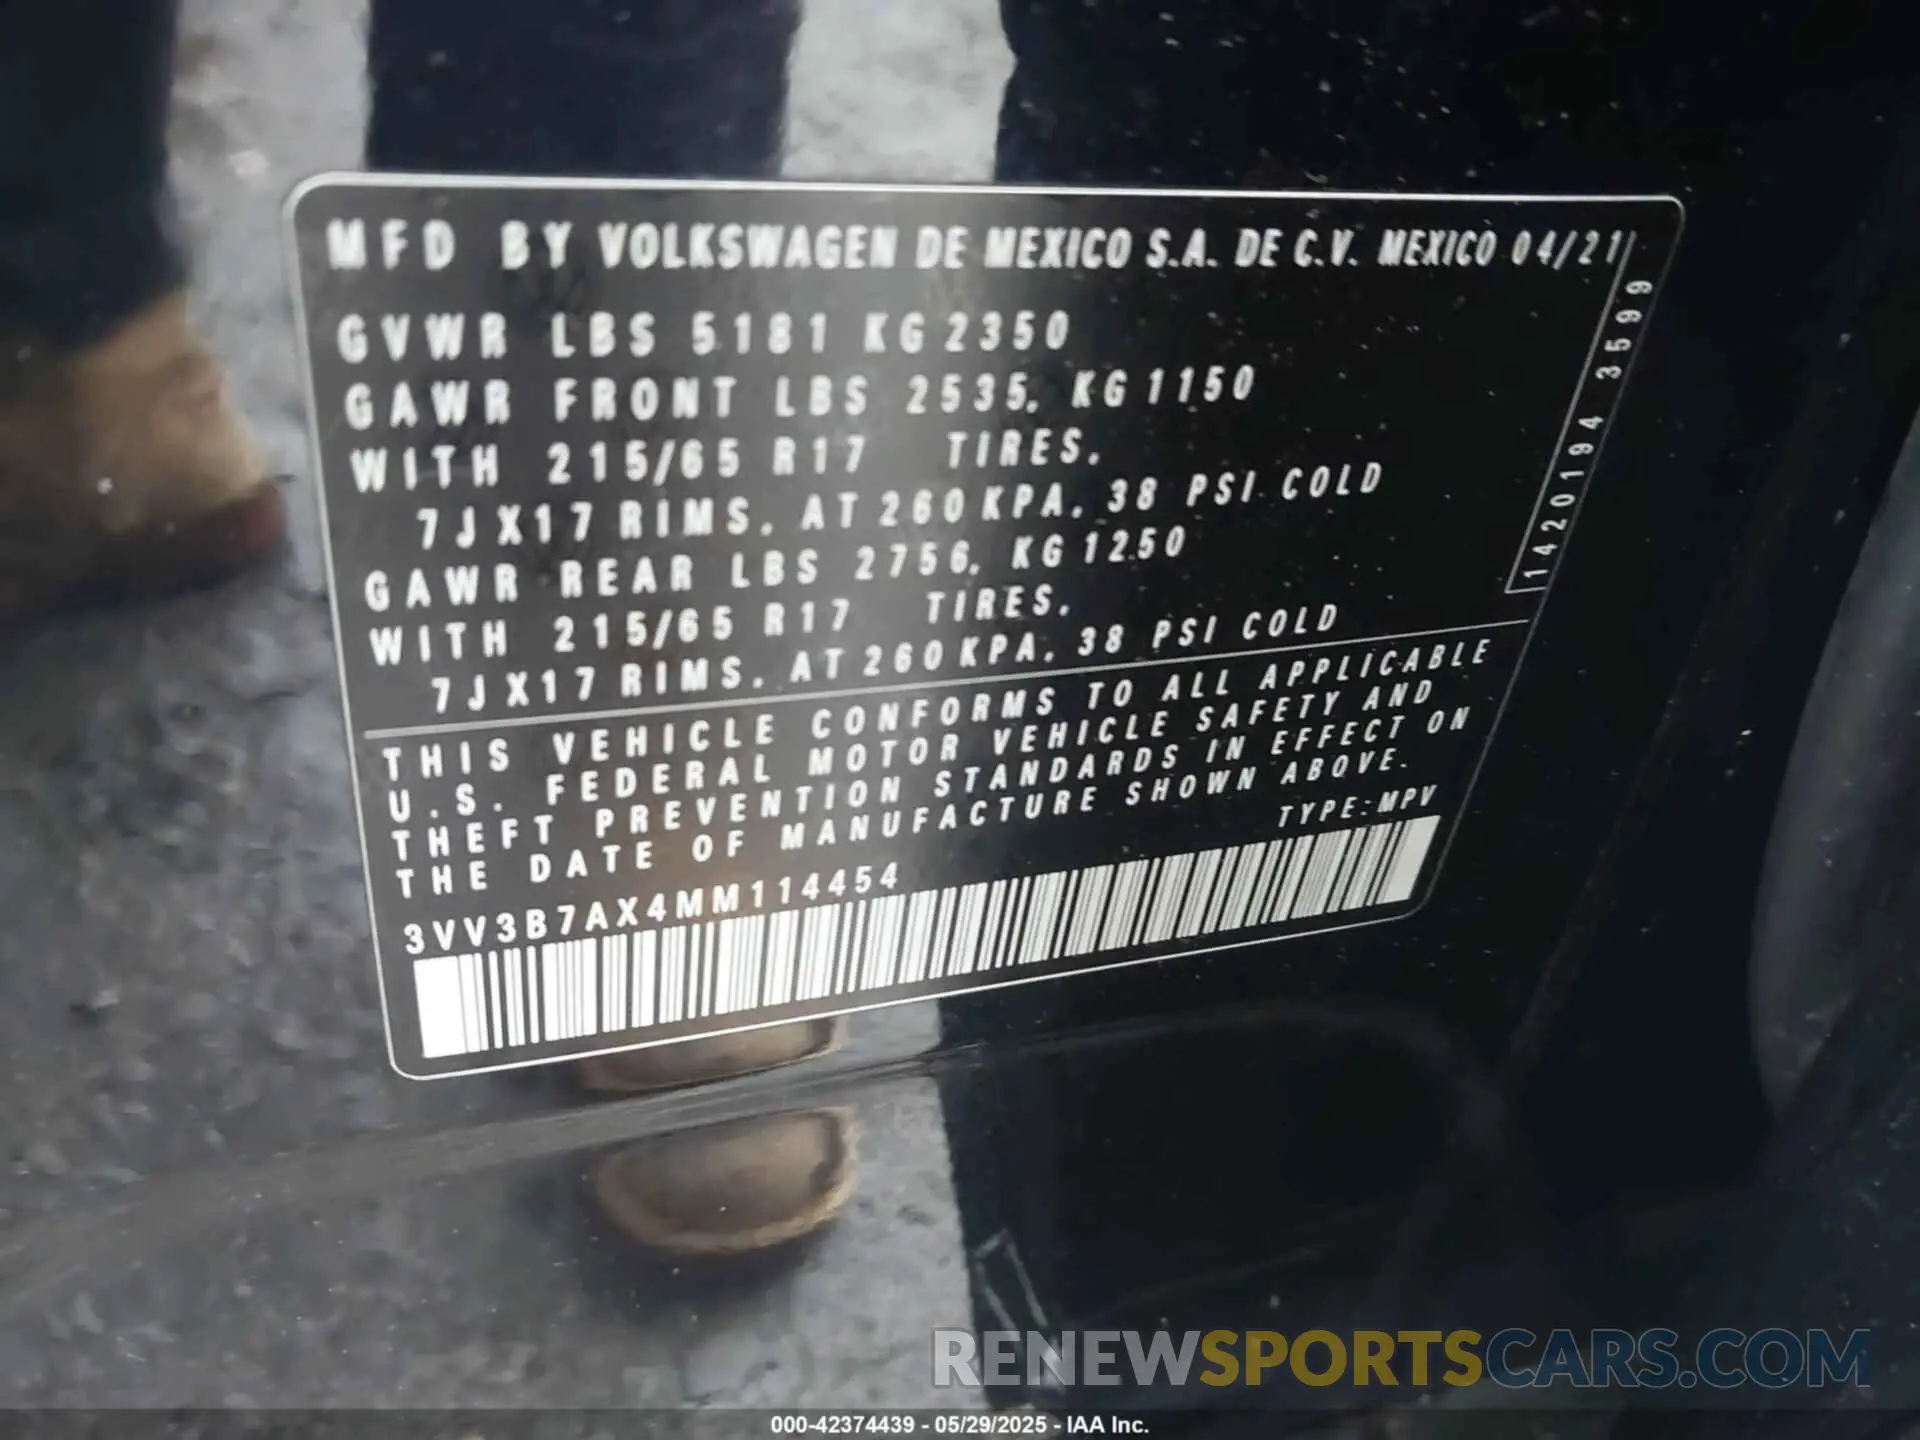 MFD BY VOLKSWAGEN DE MEXICO S.A. DE C.V. MEXICO 04/21
GVWR LBS 5181 KG 2350
GAWR FRONT LBS 2535, KG 1150
WITH 215/65 R17 TIRES,
7J X17 RIMS, AT 260 KPA, 38 PSI COLD
GAWR REAR LBS 2756, KG 1250
WITH 215/65 R17 TIRES,
7J X17 RIMS, AT 260 KPA, 38 PSI COLD
1420194 3599
THIS VEHICLE CONFORMS TO ALL APPLICABLE
U.S. FEDERAL MOTOR VEHICLE SAFETY AND
THEFT PREVENTION STANDARDS IN EFFECT ON
THE DATE OF MANUFACTURE SHOWN ABOVE.
TYPE:MPV
3VV3B7AX4MM114454
RENEWSPORTSCARS.COM
000-42374439 - 05/29/2025 - IAA Inc.